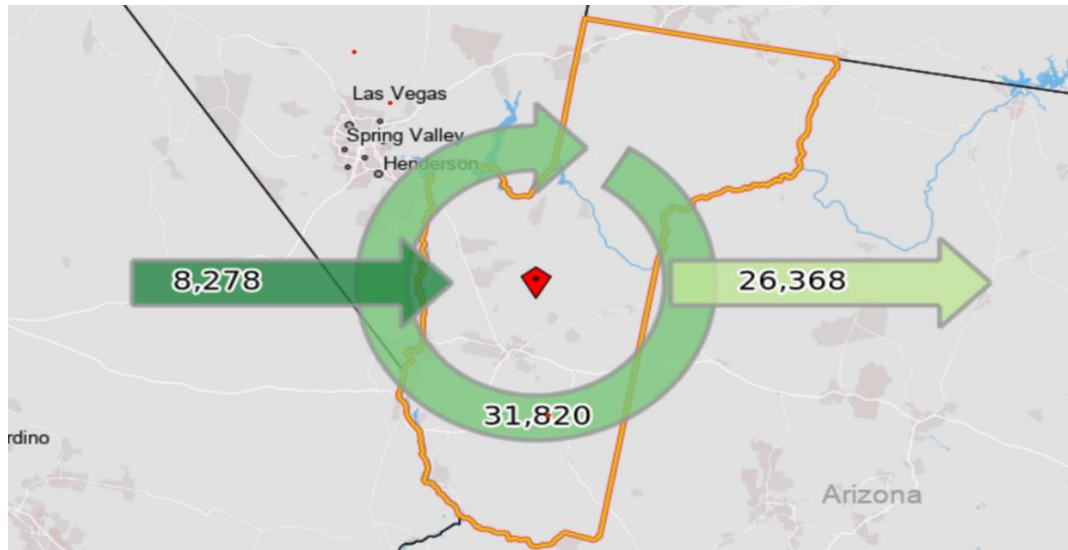 Las Vegas
Spring Valley
Henderson
8,278
26,368
31,820
rdino
Arizona